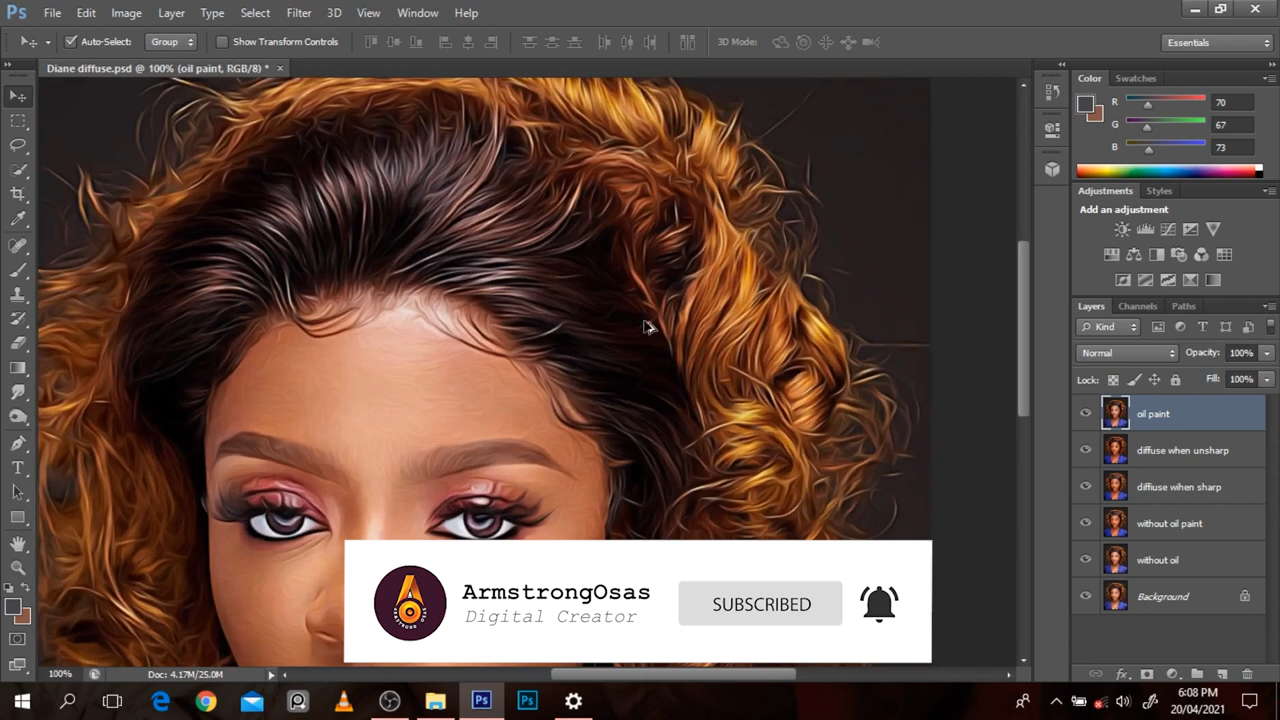 Ps File Edit Image Layer Type Select Filter 3D View Window Help
Auto-Select: Group Show Transform Controls 3D Mode: Essentials
Diane diffuse.psd @ 100% (oil paint, RGB/8) * ×
Color Swatches
R 70
G 67
B 73
Adjustments Styles
Add an adjustment
Layers Channels Paths
Kind
Normal Opacity: 100%
Lock: Fill: 100%
oil paint
diffuse when unsharp
diffiuse when sharp
without oil paint
without oil
Background
ArmstrongOsas
Digital Creator
SUBSCRIBED
100% Doc: 4.17M/25.0M
Ps Ps
6:08 PM
20/04/2021